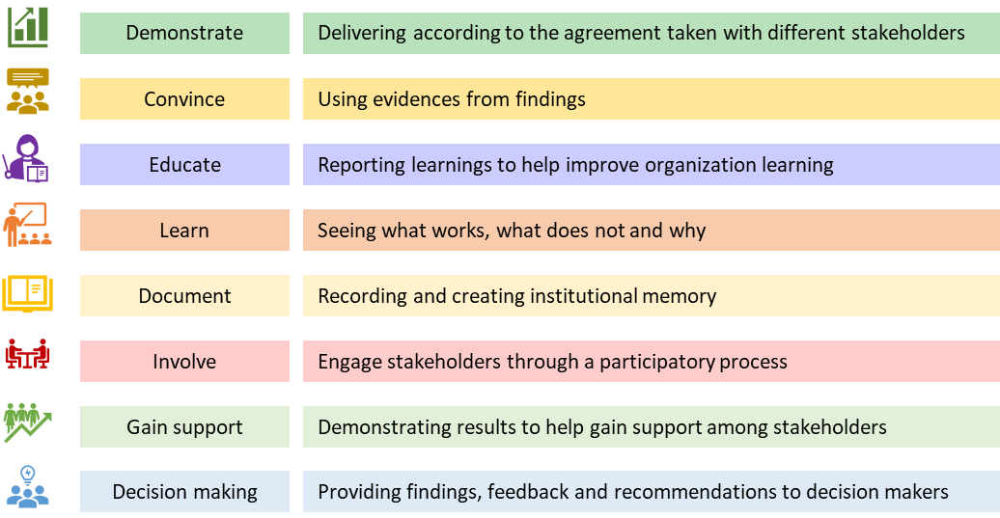 Demonstrate
Delivering according to the agreement taken with different stakeholders
Convince
Using evidences from findings
Educate
Reporting learnings to help improve organization learning
Learn
Seeing what works, what does not and why
Document
Recording and creating institutional memory
Involve
Engage stakeholders through a participatory process
Gain support
Demonstrating results to help gain support among stakeholders
Decision making
Providing findings, feedback and recommendations to decision makers